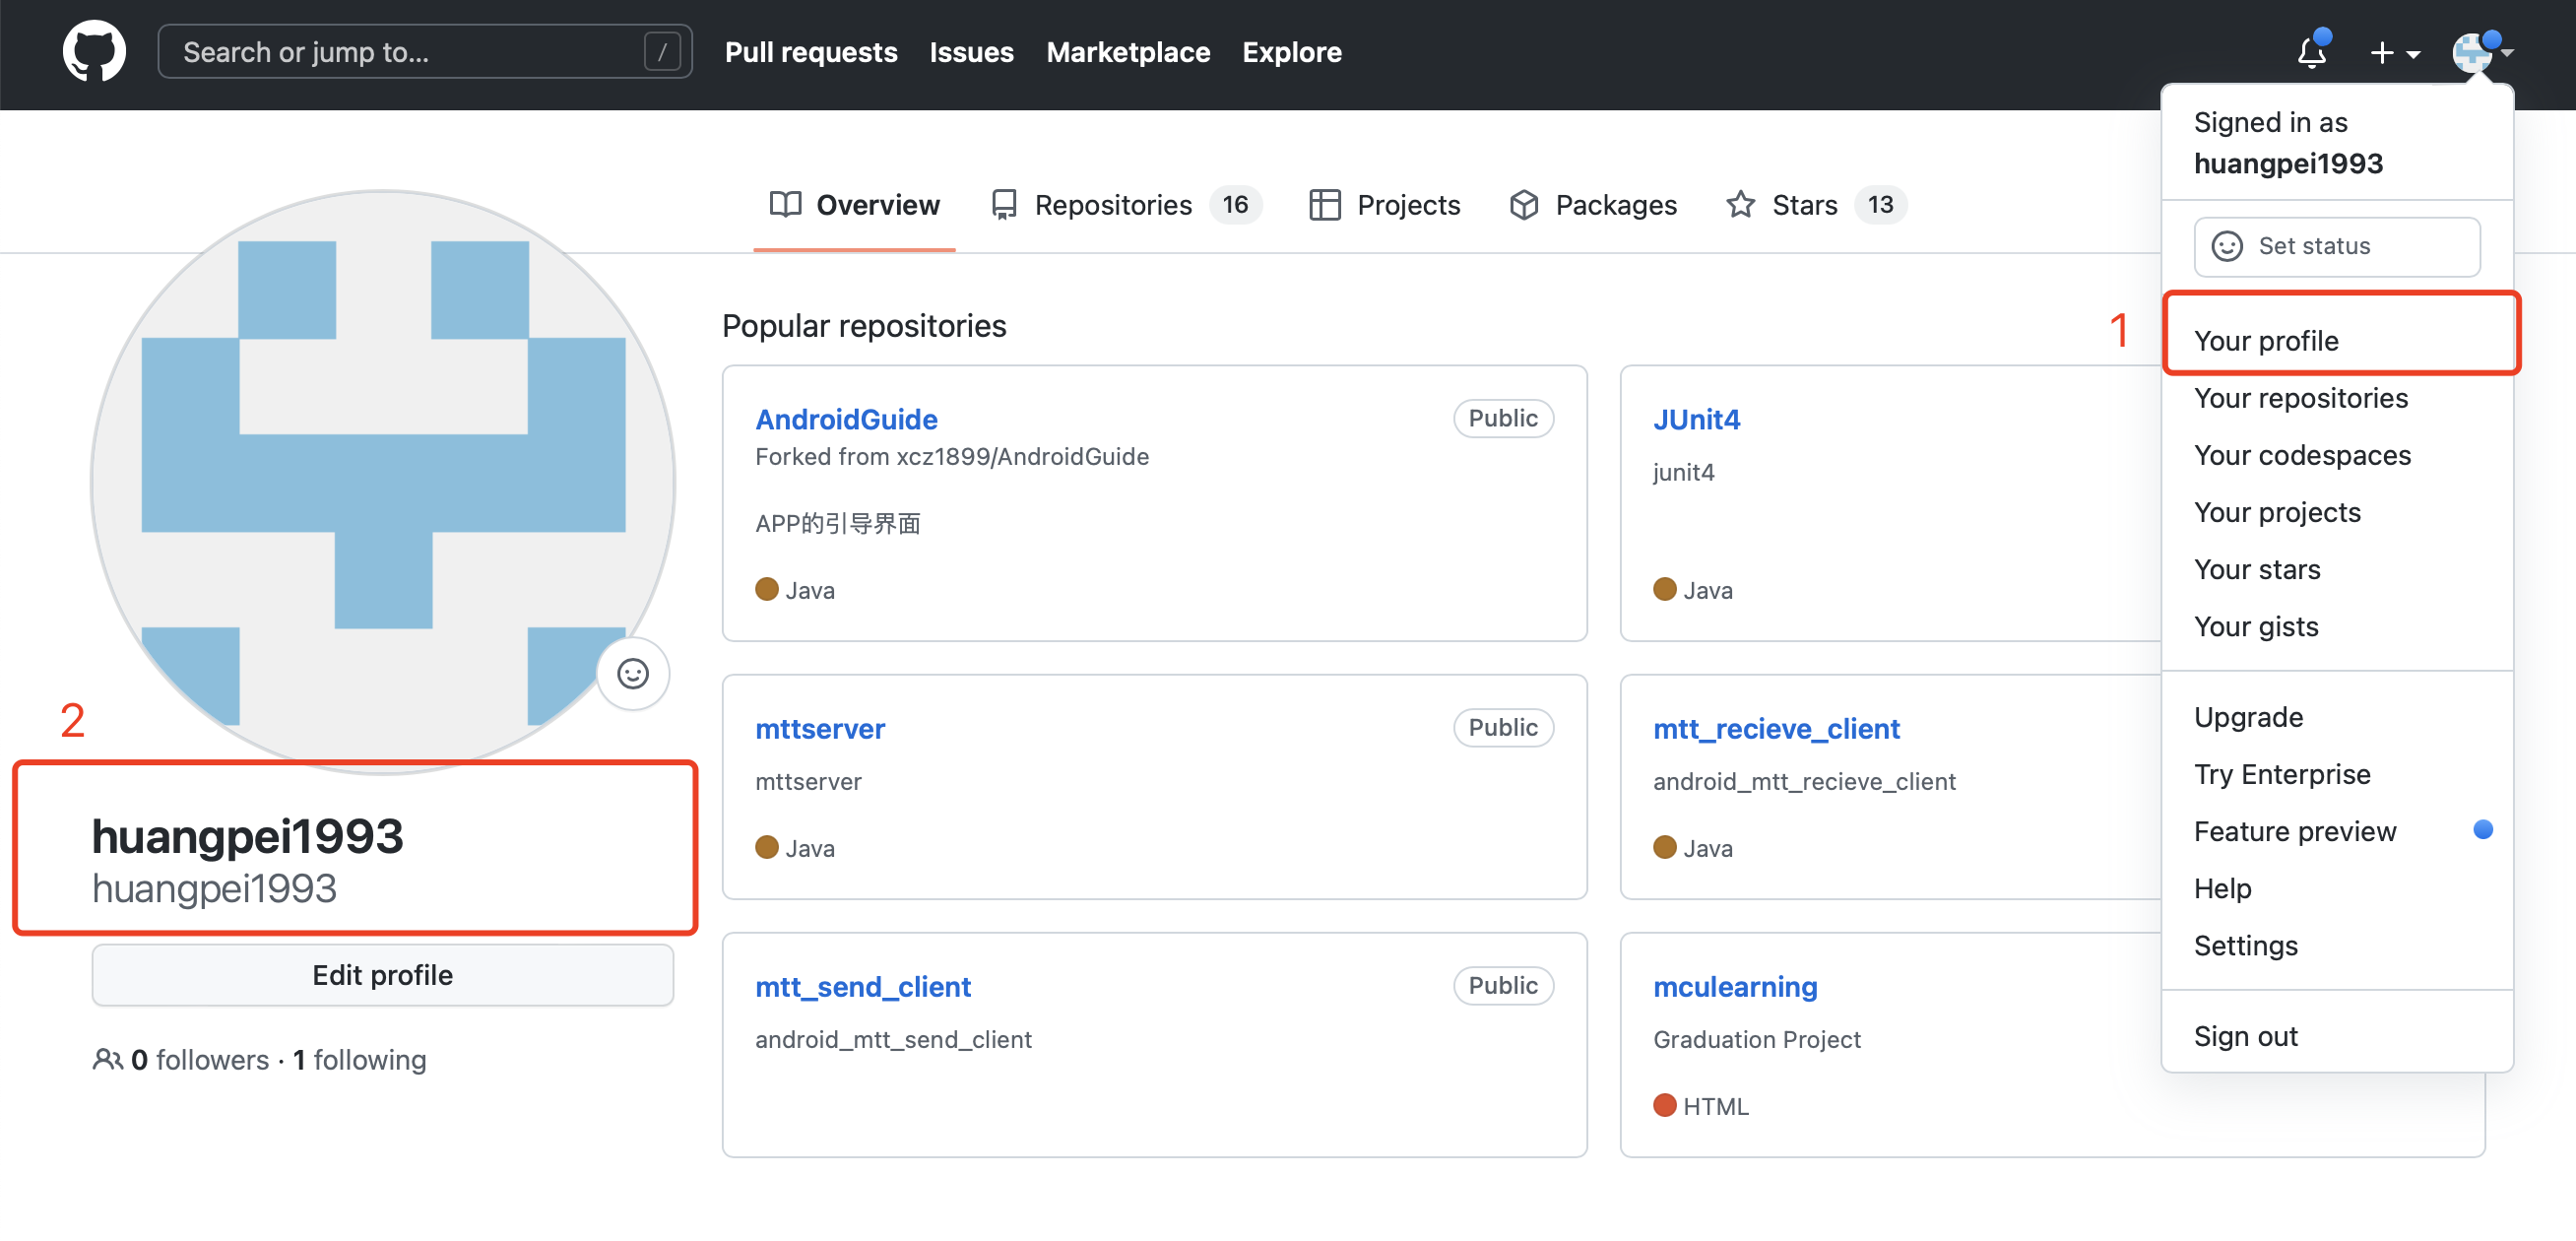 Search or jump to... /
Pull requests
Issues
Marketplace
Explore
Overview
Repositories 16
Projects
Packages
Stars 13
2
huangpei1993
huangpei1993
Edit profile
0 followers · 1 following
Popular repositories
AndroidGuide Public
Forked from xcz1899/AndroidGuide
APP的引导界面
Java
JUnit4
junit4
Java
mttserver Public
mttserver
Java
mtt_recieve_client
android_mtt_recieve_client
Java
mtt_send_client Public
android_mtt_send_client
mculearning
Graduation Project
HTML
Signed in as
huangpei1993
Set status
1
Your profile
Your repositories
Your codespaces
Your projects
Your stars
Your gists
Upgrade
Try Enterprise
Feature preview
Help
Settings
Sign out